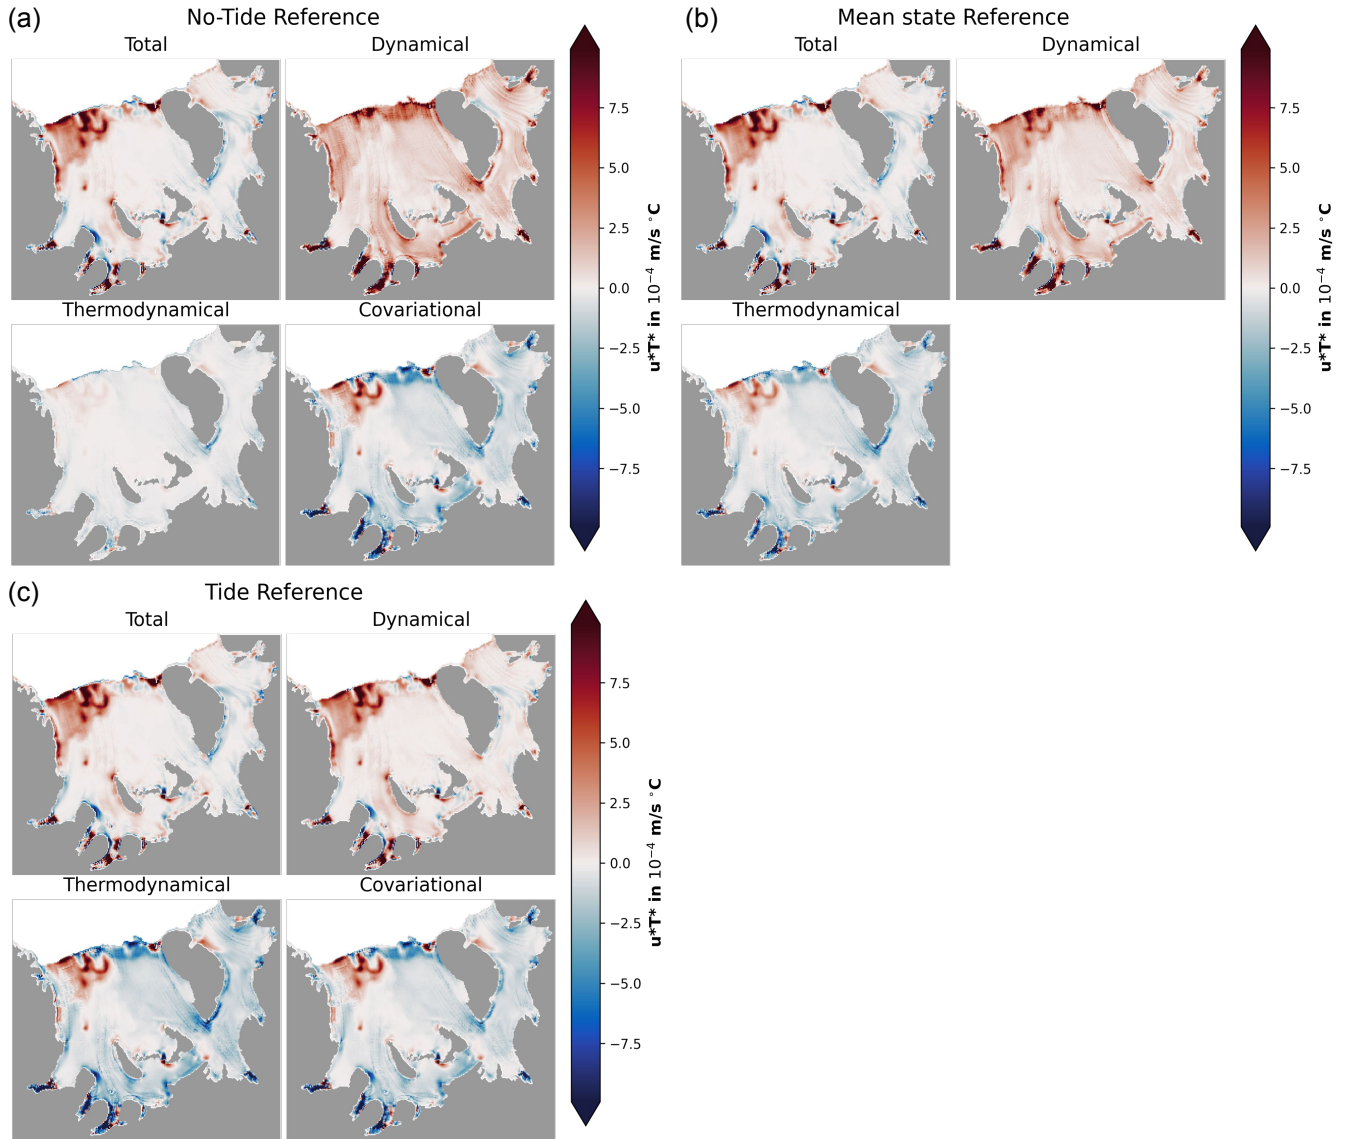 (a)
No-Tide Reference
Total
Dynamical
Thermodynamical
Covariational
7.5
5.0
2.5
0.0
−2.5
−5.0
−7.5
u*T* in 10⁻⁴ m/s °C
(b)
Mean state Reference
Total
Dynamical
Thermodynamical
7.5
5.0
2.5
0.0
−2.5
−5.0
−7.5
u*T* in 10⁻⁴ m/s °C
(c)
Tide Reference
Total
Dynamical
Thermodynamical
Covariational
7.5
5.0
2.5
0.0
−2.5
−5.0
−7.5
u*T* in 10⁻⁴ m/s °C